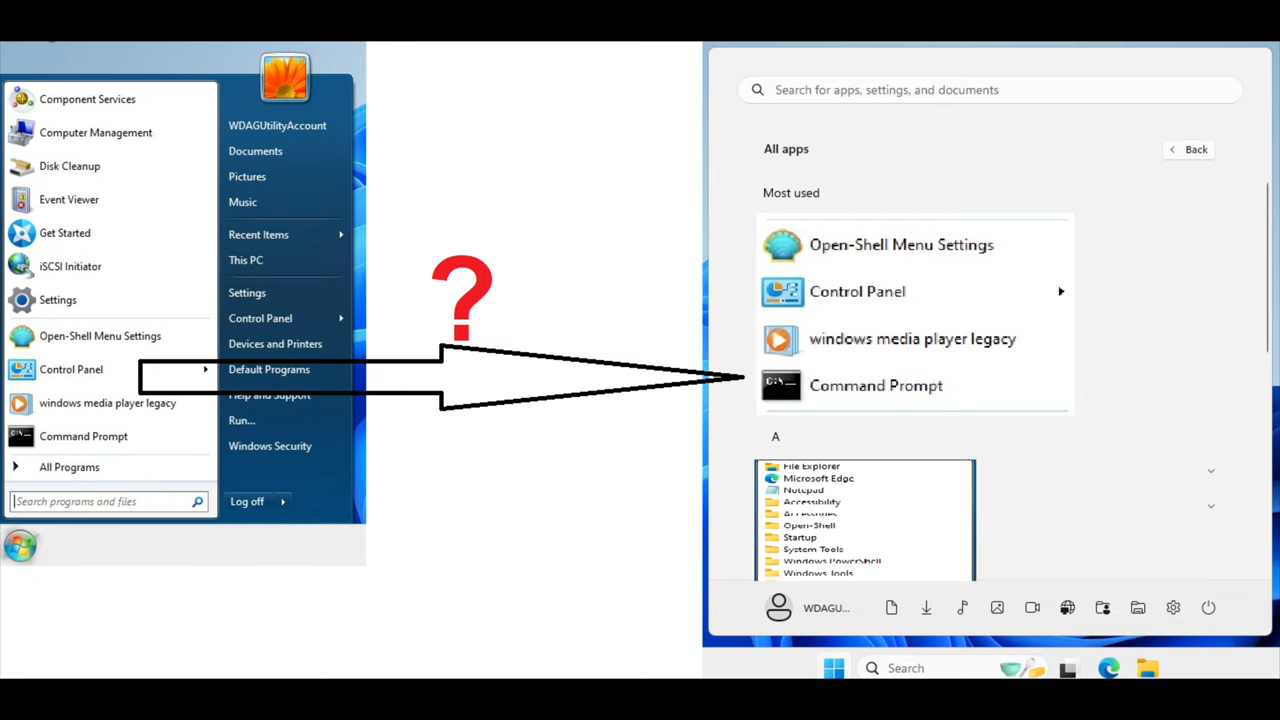 Component Services
Computer Management
Disk Cleanup
Event Viewer
Get Started
iSCSI Initiator
Settings
Open-Shell Menu Settings
Control Panel
windows media player legacy
Command Prompt
All Programs
Search programs and files
WDAGUtilityAccount
Documents
Pictures
Music
Recent Items
This PC
Settings
Control Panel
Devices and Printers
Default Programs
Help and Support
Run...
Windows Security
Log off
?
Search for apps, settings, and documents
All apps
Back
Most used
Open-Shell Menu Settings
Control Panel
windows media player legacy
C:\
Command Prompt
A
File Explorer
Microsoft Edge
Notepad
Accessibility
Accessories
Open-Shell
Startup
System Tools
Windows PowerShell
Windows Tools
WDAGU...
Search